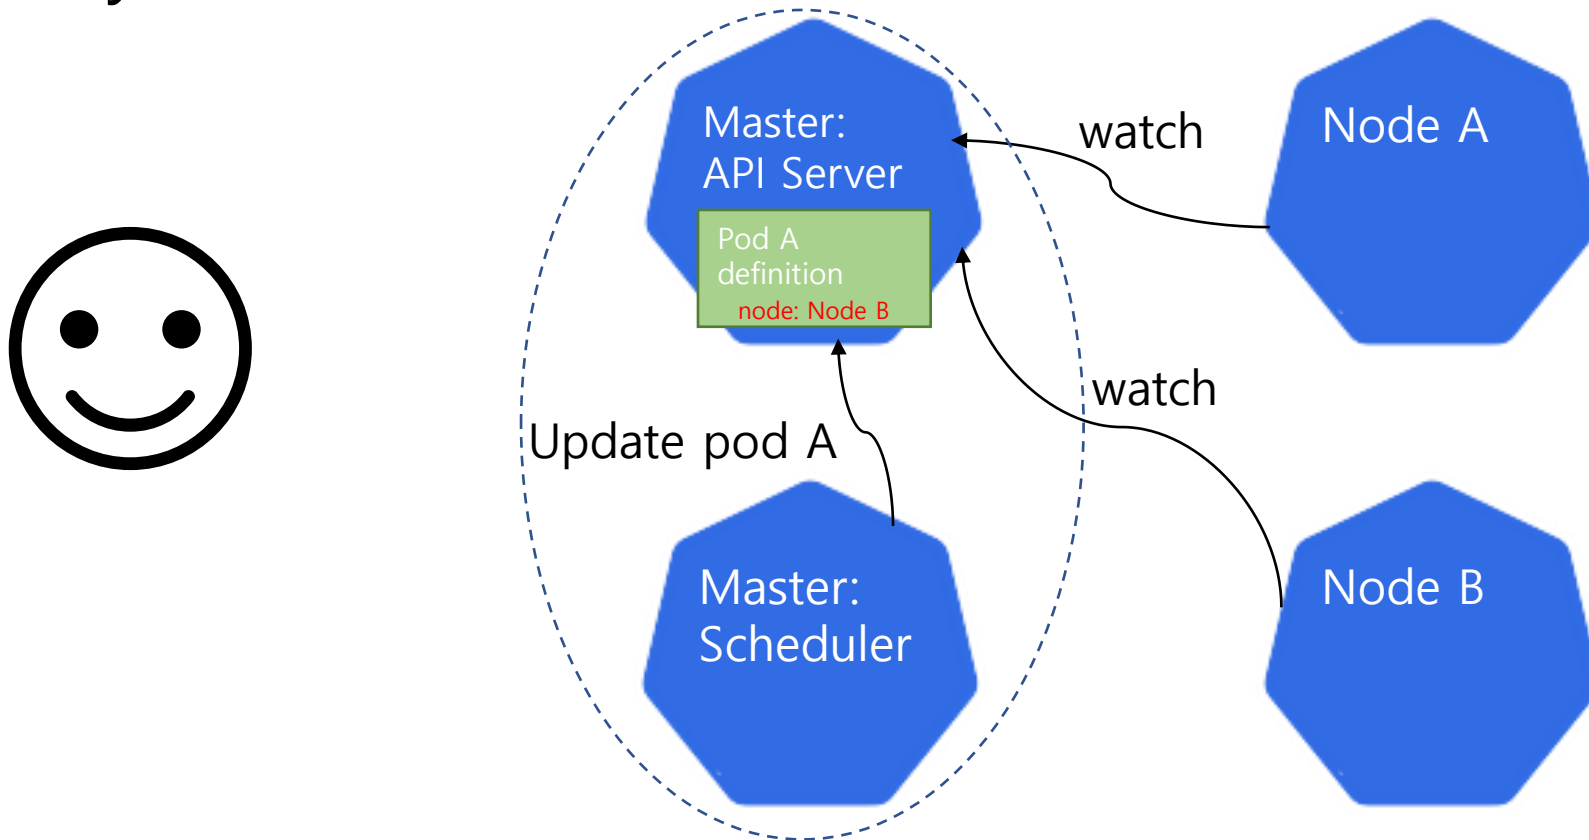 Master:
API Server
Pod A
definition
node: Node B
watch
Node A
watch
Update pod A
Master:
Scheduler
Node B